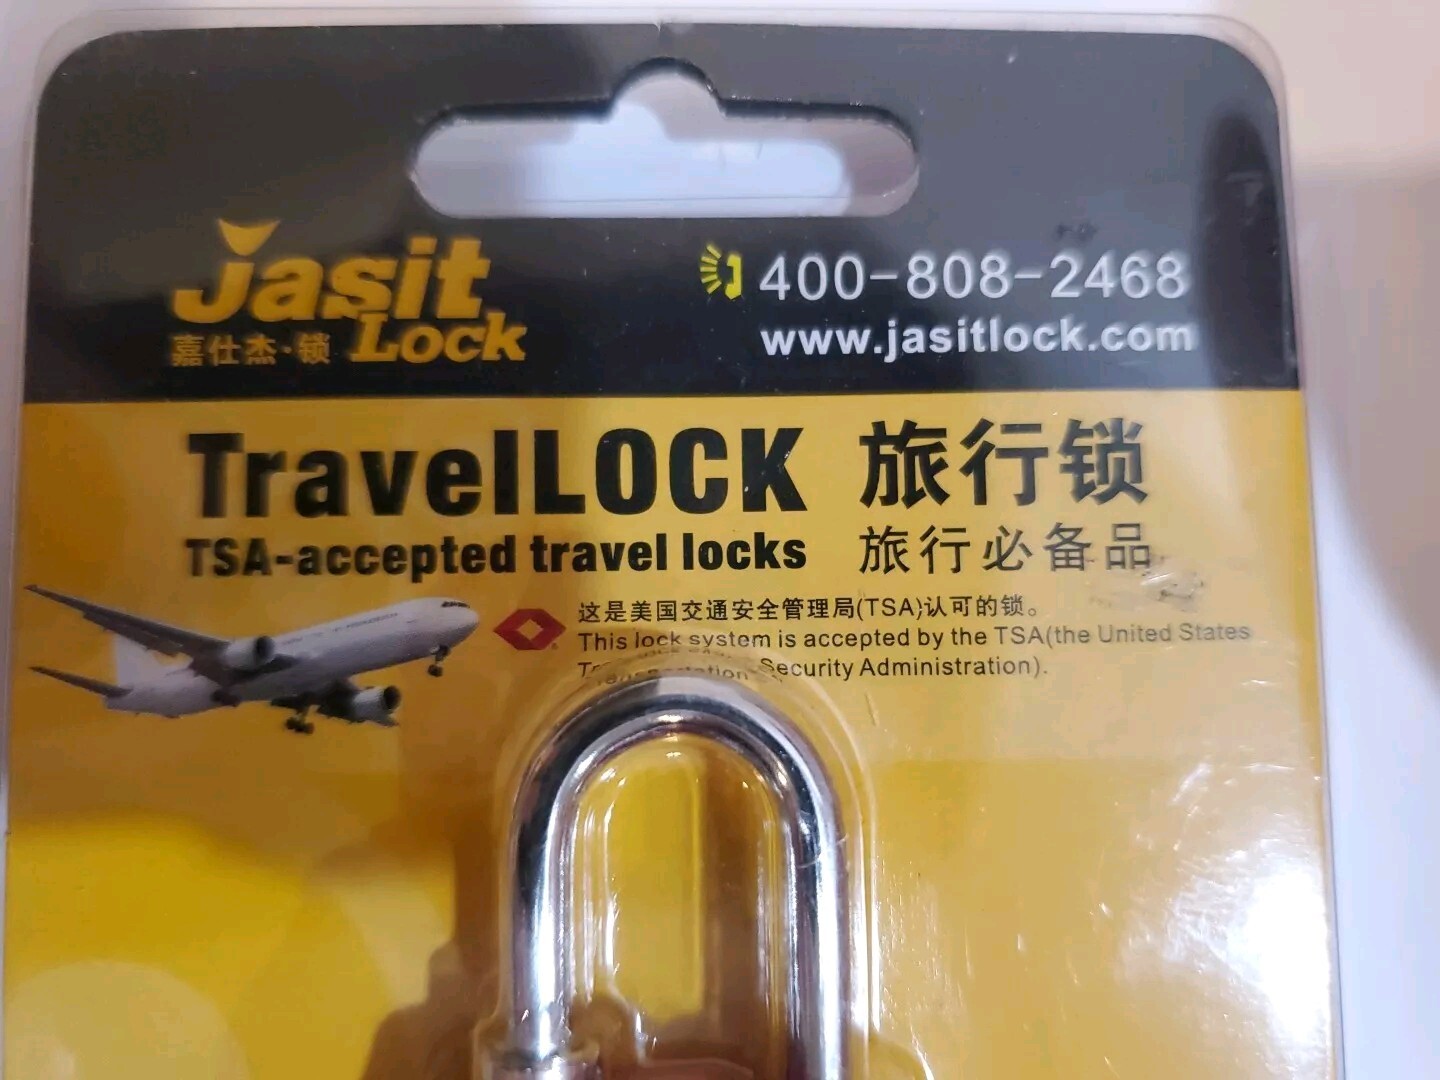 Jasit
Lock
嘉仕杰·锁
400-808-2468
www.jasitlock.com
TravelLOCK 旅行锁
TSA-accepted travel locks 旅行必备品
这是美国交通安全管理局(TSA)认可的锁。
This lock system is accepted by the TSA(the United States
Transportation Security Administration).